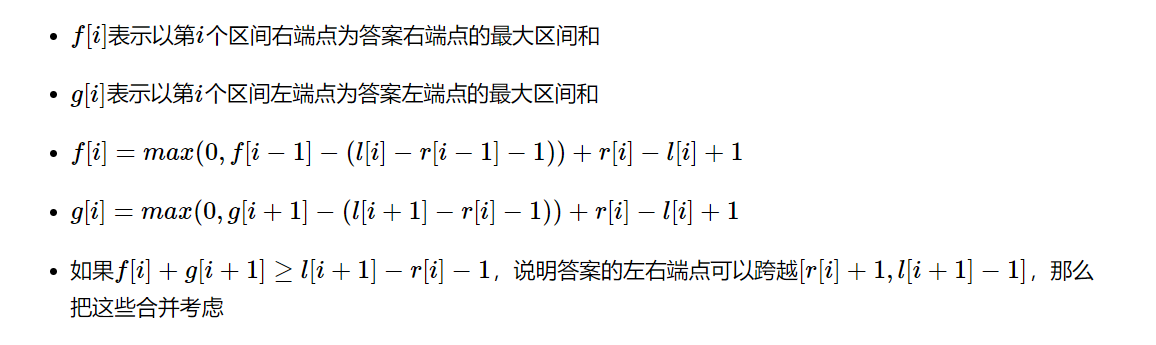 • f[i]表示以第i个区间右端点为答案右端点的最大区间和
• g[i]表示以第i个区间左端点为答案左端点的最大区间和
• f[i] = max(0, f[i − 1] − (l[i] − r[i − 1] − 1)) + r[i] − l[i] + 1
• g[i] = max(0, g[i + 1] − (l[i + 1] − r[i] − 1)) + r[i] − l[i] + 1
• 如果f[i] + g[i + 1] ≥ l[i + 1] − r[i] − 1，说明答案的左右端点可以跨越[r[i] + 1, l[i + 1] − 1]，那么
把这些合并考虑